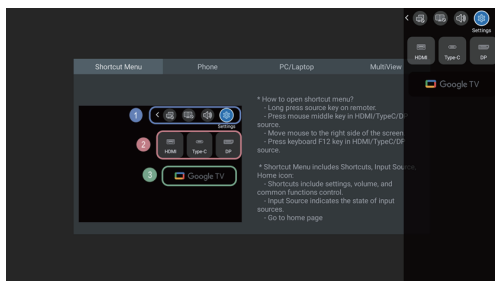 Settings
HDMI
Type-C
DP
Google TV
Shortcut Menu
Phone
PC/Laptop
MultiView
1
Settings
2
HDMI
Type-C
DP
3
Google TV
* How to open shortcut menu?
- Long press source key on remoter.
- Press mouse middle key in HDMI/TypeC/DP
source.
- Move mouse to the right side of the screen
- Press keyboard F12 key in HDMI/TypeC/DP
source.
* Shortcut Menu includes Shortcuts, Input Source,
Home icon:
- Shortcuts include settings, volume, and
common functions control.
- Input Source indicates the state of input
sources.
- Go to home page